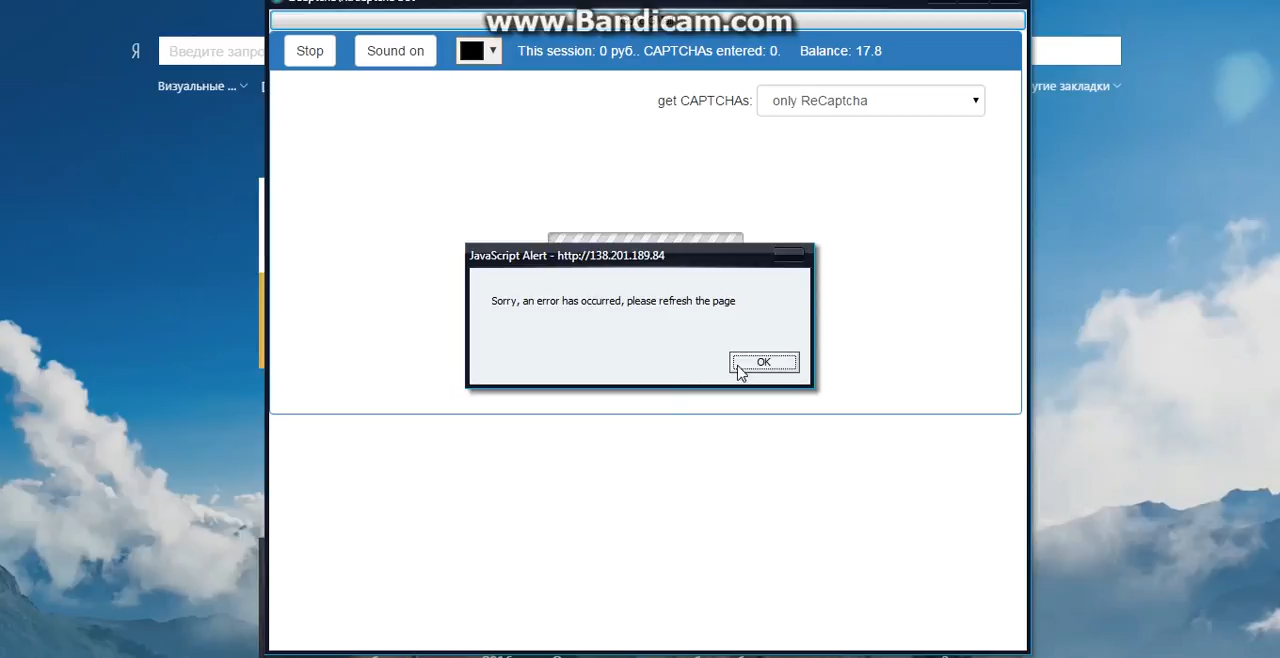 www.Bandicam.com
Я
Введите запро
Stop
Sound on
This session: 0 руб.. CAPTCHAs entered: 0.
Balance: 17.8
Визуальные ...
угие закладки
get CAPTCHAs:
only ReCaptcha
JavaScript Alert - http://138.201.189.84
Sorry, an error has occurred, please refresh the page
OK